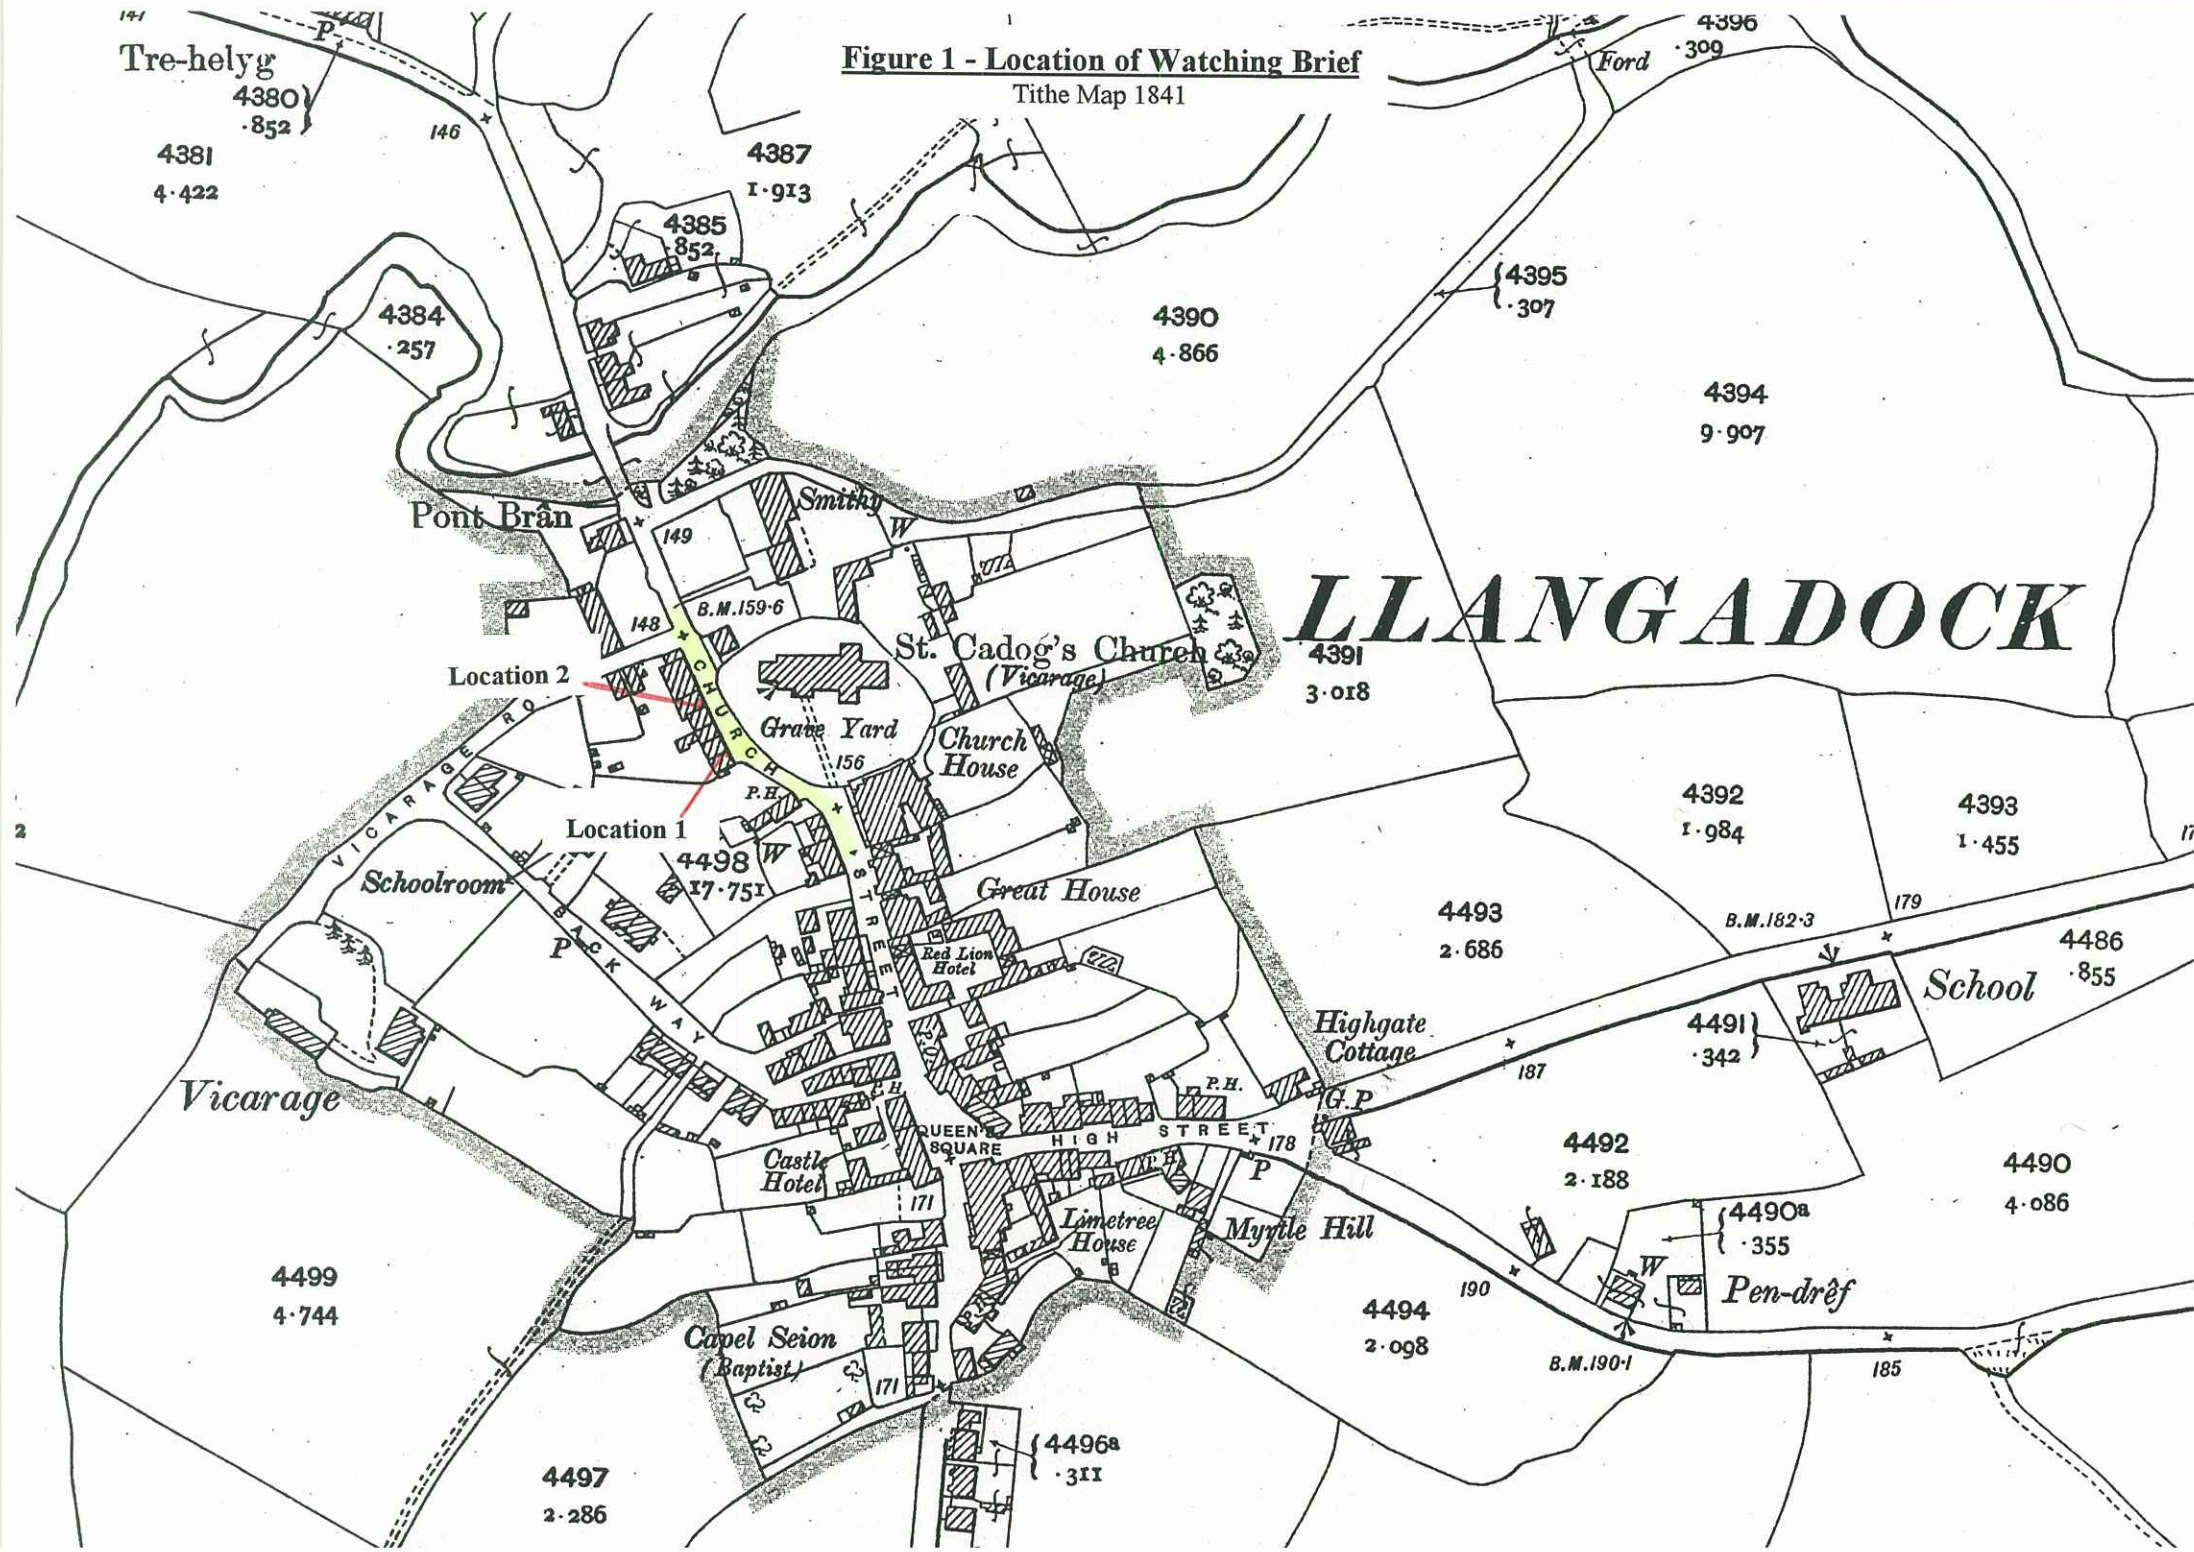 Figure 1 - Location of Watching Brief
Tithe Map 1841
147
P
Tre-helyg
4380
.852
146
4381
4.422
4387
1.913
4396
.309
Ford
4385
.852
4384
.257
4390
4.866
4395
.307
4394
9.907
Pont Brân
149
Smithy
W
148
B.M.159.6
LLANGADOCK
St. Cadog's Church
(Vicarage)
4391
3.018
Location 2
Grave Yard
156
Church
House
CHURCH STREET
VICARAGE RD
P.H.
Location 1
4498
17.751
W
Schoolroom
4392
1.984
4393
1.455
2
17
Great House
BACK WAY
P
Red Lion
Hotel
4493
2.686
B.M.182.3
179
4486
.855
School
4491
.342
Highgate
Cottage
187
P.O.
P.H.
G.P
Vicarage
P.H.
QUEEN'S
SQUARE
HIGH STREET
178
P
P.H.
4492
2.188
4490
4.086
Castle
Hotel
171
Limetree
House
Myrtle Hill
4490a
.355
W
Pen-drêf
190
4499
4.744
4494
2.098
B.M.190.1
185
P.H.
Capel Seion
(Baptist)
171
4496a
.311
4497
2.286